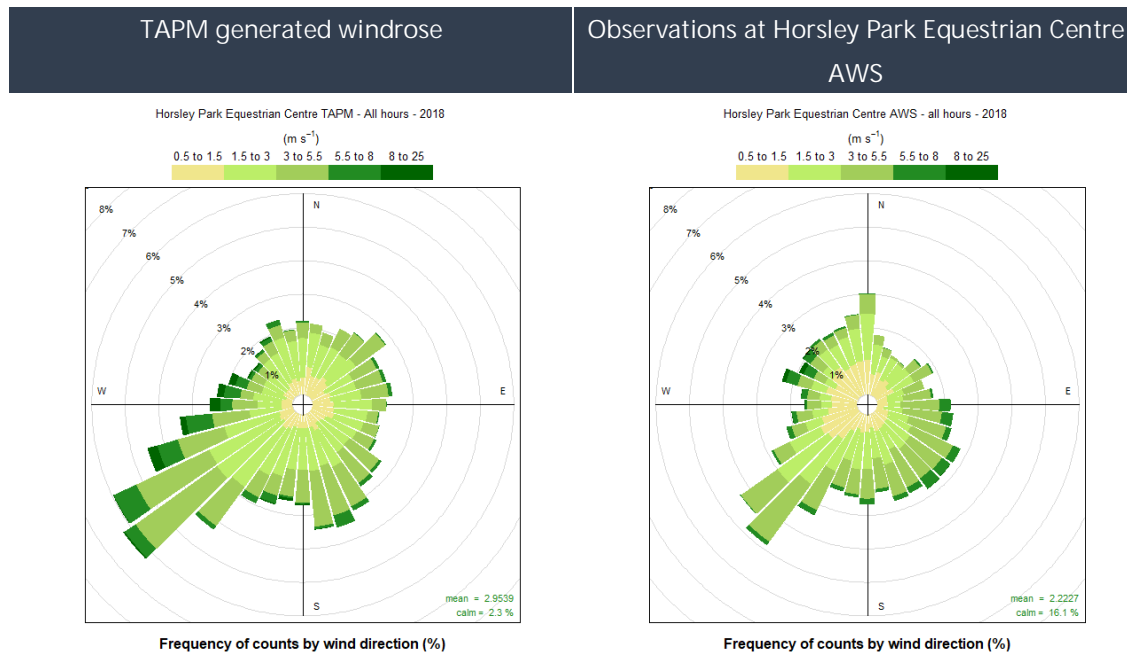 TAPM generated windrose
Observations at Horsley Park Equestrian Centre
AWS
Horsley Park Equestrian Centre TAPM - All hours - 2018
(m s⁻¹)
0.5 to 1.5 1.5 to 3 3 to 5.5 5.5 to 8 8 to 25
8%
7%
6%
5%
4%
3%
2%
1%
N
W
E
S
mean = 2.9539
calm = 2.3 %
Frequency of counts by wind direction (%)
Horsley Park Equestrian Centre AWS - all hours - 2018
(m s⁻¹)
0.5 to 1.5 1.5 to 3 3 to 5.5 5.5 to 8 8 to 25
8%
7%
6%
5%
4%
3%
2%
1%
N
W
E
S
mean = 2.2227
calm = 16.1 %
Frequency of counts by wind direction (%)